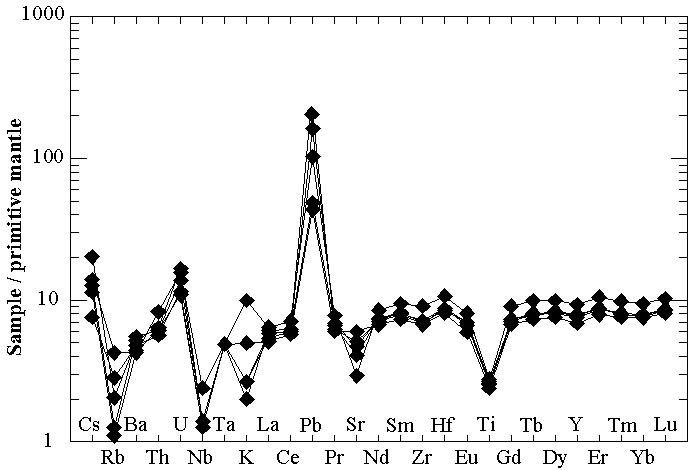 1000
100
10
1
Sample / primitive mantle
Cs Ba U Ta La Pb Sr Sm Hf Ti Tb Y Tm Lu
Rb Th Nb K Ce Pr Nd Zr Eu Gd Dy Er Yb